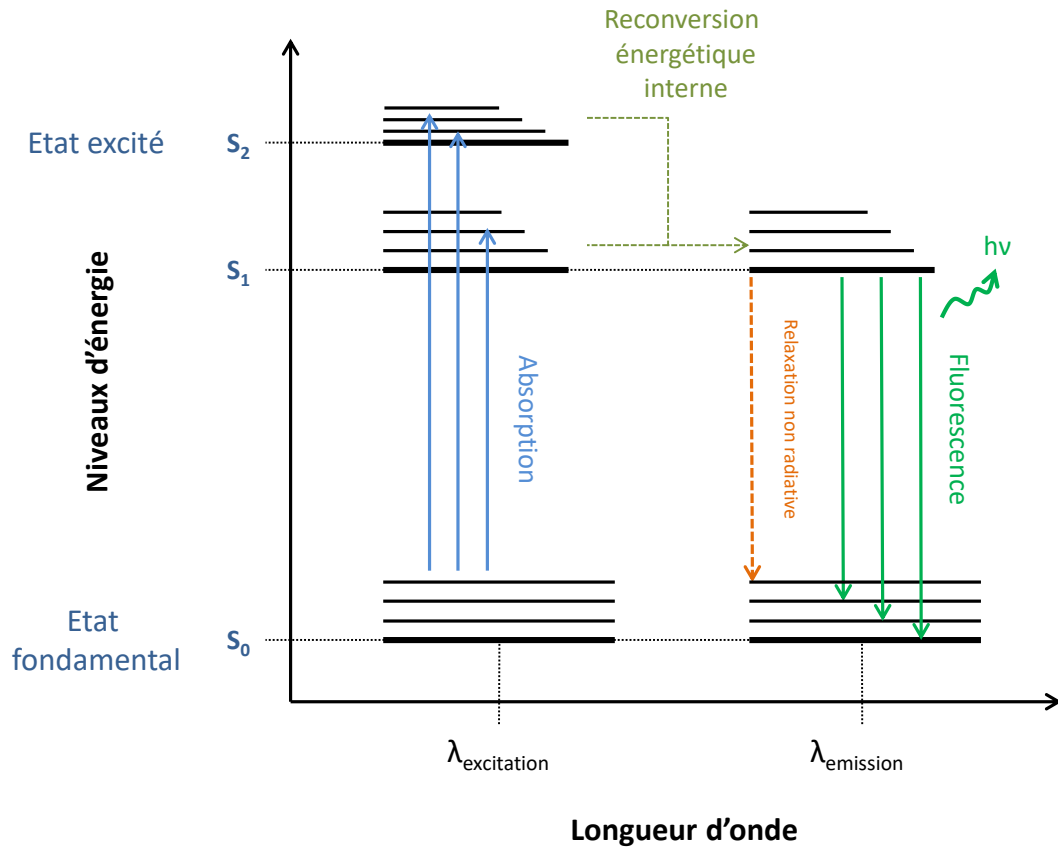 Reconversion
énergétique
interne
Etat excité
S2
S1
hν
Niveaux d'énergie
Absorption
Relaxation non radiative
Fluorescence
Etat
fondamental
S0
λexcitation
λemission
Longueur d'onde